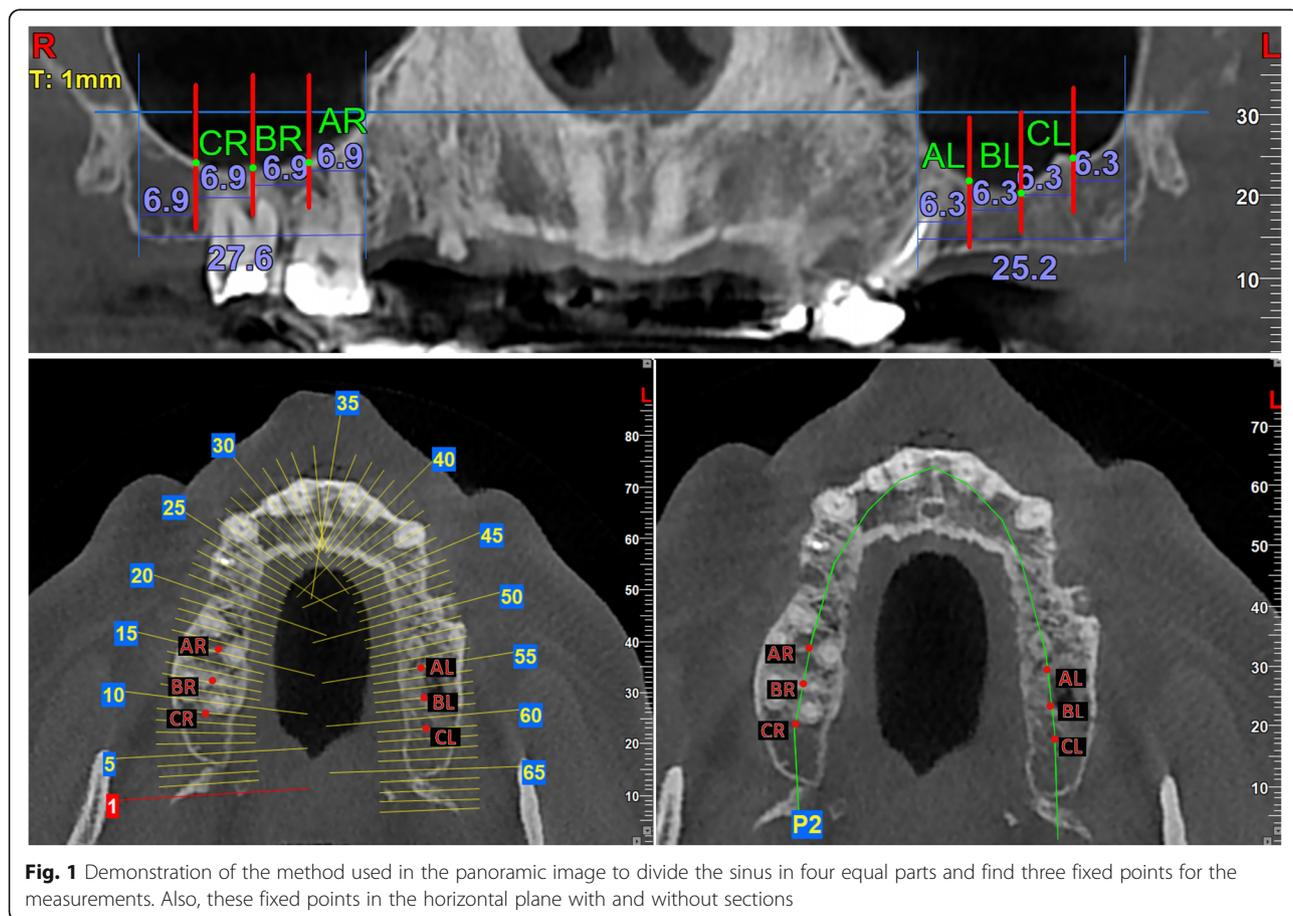 R
L
T: 1mm
CR BR AR
AL BL CL
6.9 6.9 6.9 6.9
6.3 6.3 6.3 6.3
27.6
25.2
30
20
10
L
35
30
40
25
45
20
50
15
55
10
60
5
65
1
AR
BR
CR
AL
BL
CL
80
70
60
50
40
30
20
10
L
AR
BR
CR
AL
BL
CL
P2
70
60
50
40
30
20
10
Fig. 1 Demonstration of the method used in the panoramic image to divide the sinus in four equal parts and find three fixed points for the
measurements. Also, these fixed points in the horizontal plane with and without sections